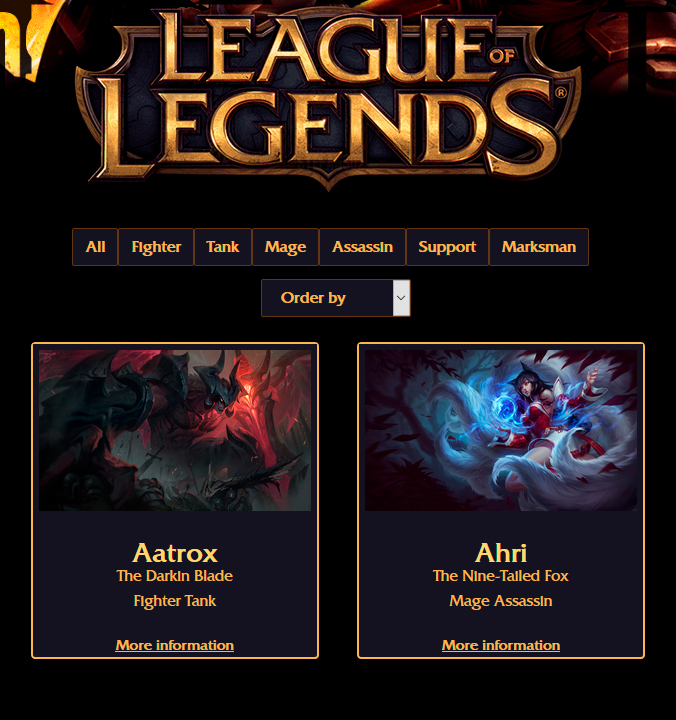 LEAGUE OF
LEGENDS®
All Fighter Tank Mage Assassin Support Marksman
Order by
Aatrox
The Darkin Blade
Fighter Tank
More information
Ahri
The Nine-Tailed Fox
Mage Assassin
More information